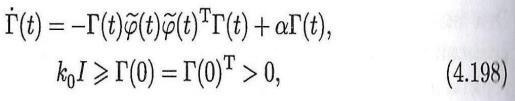 Γ̇(t) = −Γ(t)φ̃(t)φ̃(t)ᵀΓ(t) + αΓ(t),
k₀I ⩾ Γ(0) = Γ(0)ᵀ > 0, (4.198)